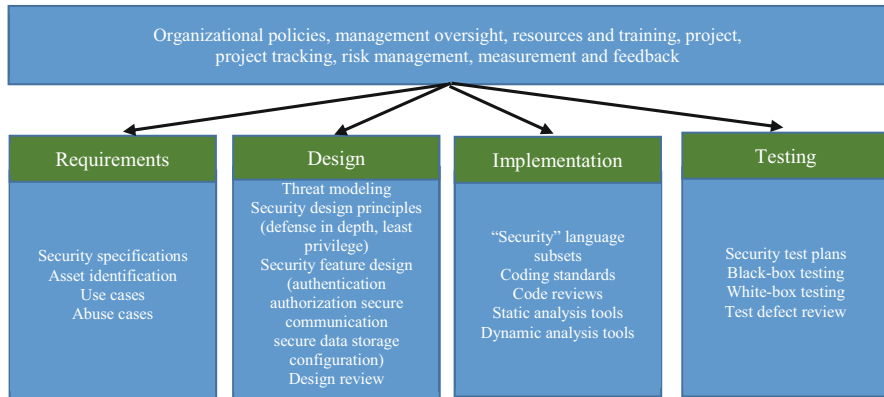 Organizational policies, management oversight, resources and training, project,
project tracking, risk management, measurement and feedback
Requirements
Security specifications
Asset identification
Use cases
Abuse cases
Design
Threat modeling
Security design principles
(defense in depth, least
privilege)
Security feature design
(authentication
authorization secure
communication
secure data storage
configuration)
Design review
Implementation
“Security” language
subsets
Coding standards
Code reviews
Static analysis tools
Dynamic analysis tools
Testing
Security test plans
Black-box testing
White-box testing
Test defect review